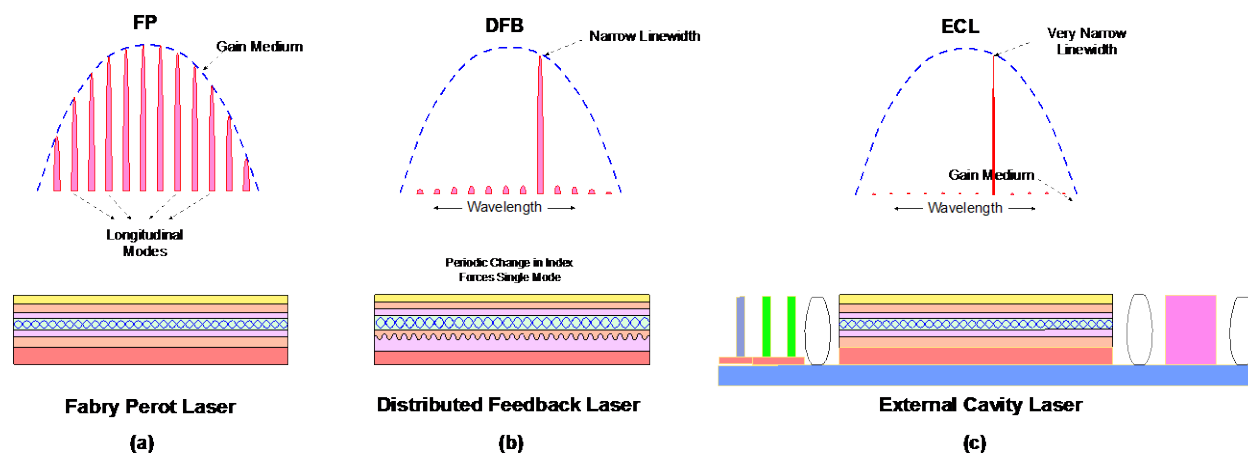 FP
Gain Medium
Longitudinal
Modes
Fabry Perot Laser
(a)
DFB
Narrow Linewidth
Wavelength
Periodic Change in Index
Forces Single Mode
Distributed Feedback Laser
(b)
ECL
Very Narrow
Linewidth
Gain Medium
Wavelength
External Cavity Laser
(c)